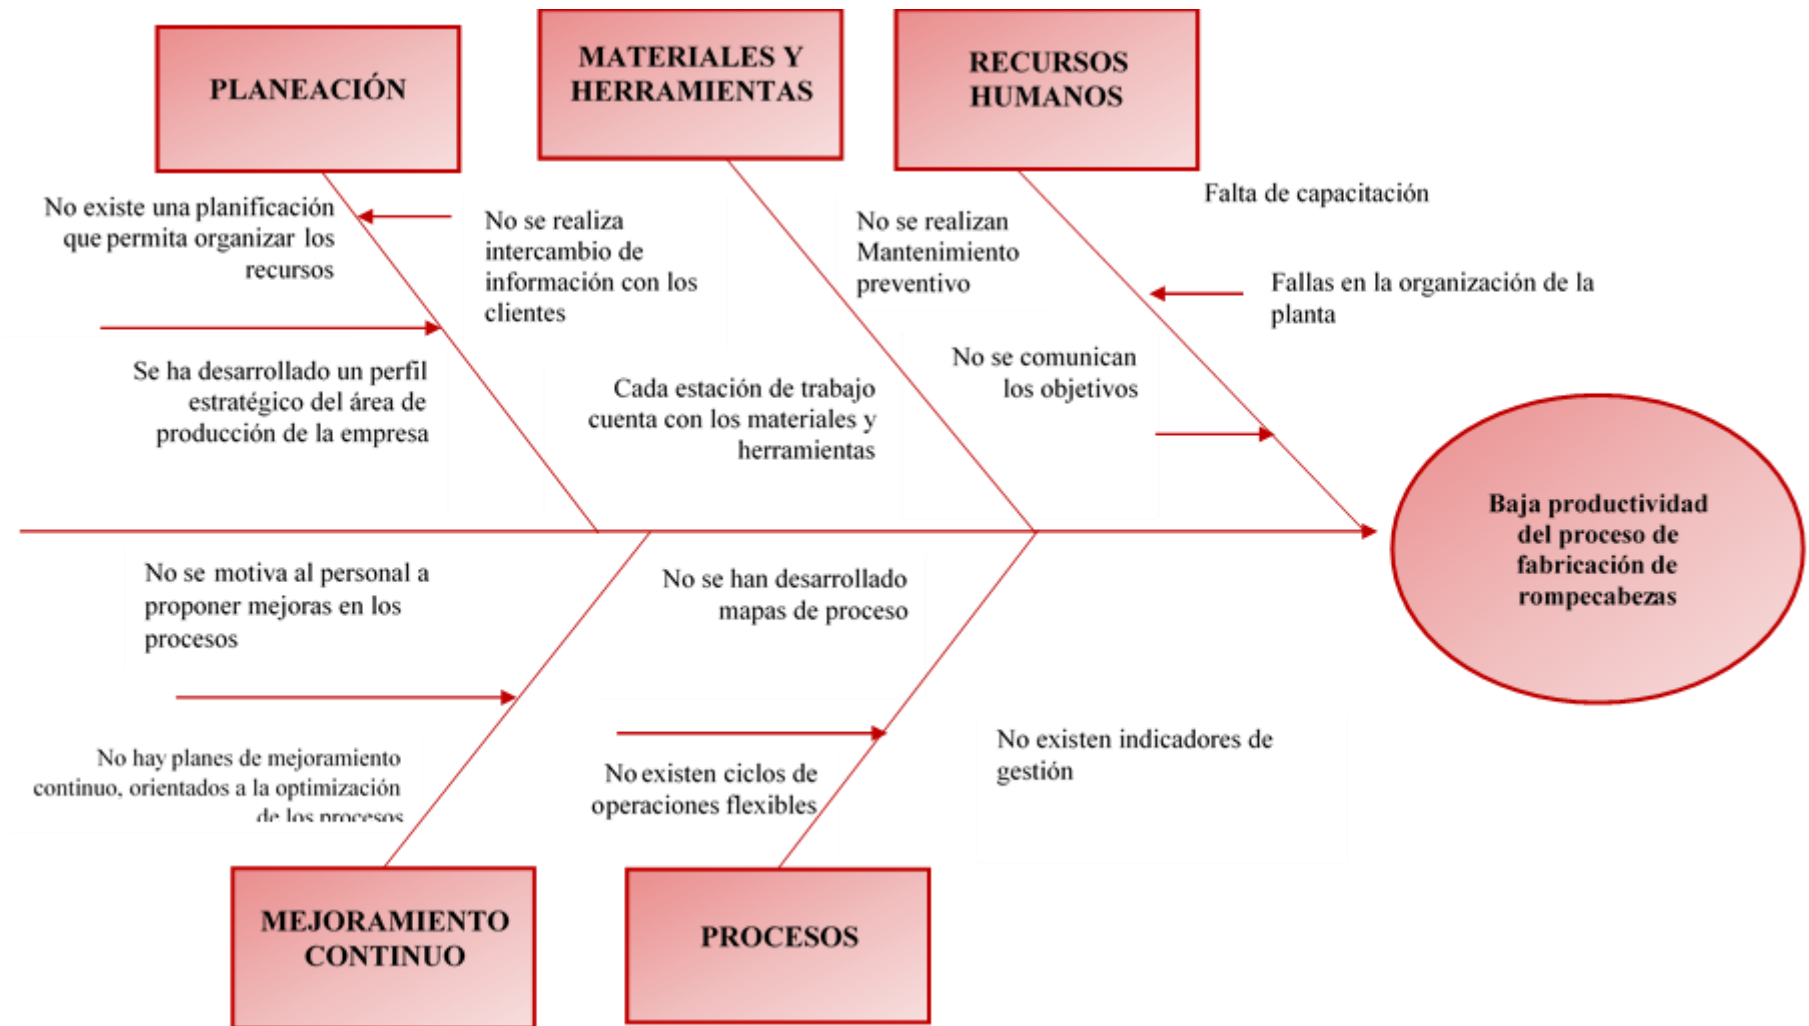 PLANEACIÓN
MATERIALES Y
HERRAMIENTAS
RECURSOS
HUMANOS
No existe una planificación
que permita organizar los
recursos
No se realiza
intercambio de
información con los
clientes
No se realizan
Mantenimiento
preventivo
Falta de capacitación
Fallas en la organización de la
planta
Se ha desarrollado un perfil
estratégico del área de
producción de la empresa
Cada estación de trabajo
cuenta con los materiales y
herramientas
No se comunican
los objetivos
Baja productividad
del proceso de
fabricación de
rompecabezas
No se motiva al personal a
proponer mejoras en los
procesos
No se han desarrollado
mapas de proceso
No hay planes de mejoramiento
continuo, orientados a la optimización
de los procesos
No existen ciclos de
operaciones flexibles
No existen indicadores de
gestión
MEJORAMIENTO
CONTINUO
PROCESOS